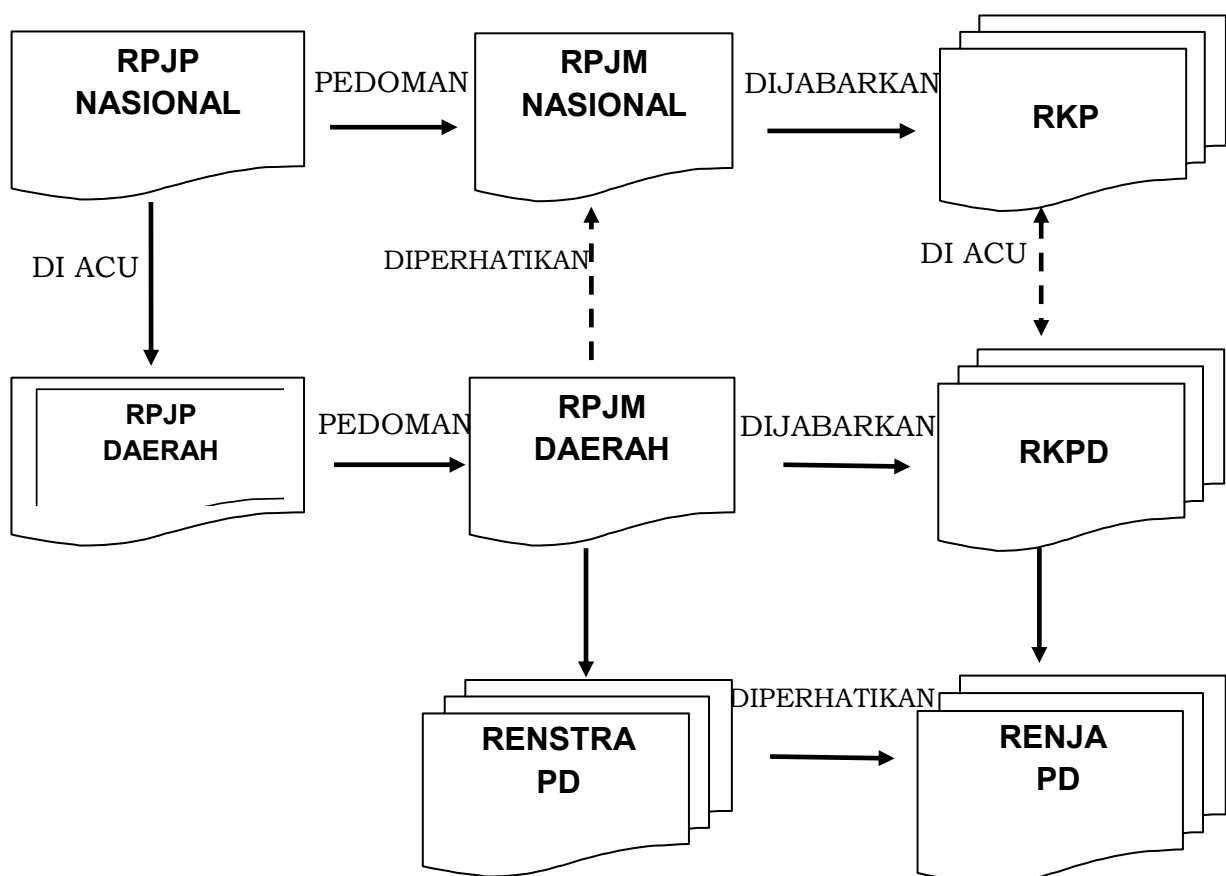 RPJP
NASIONAL
PEDOMAN
RPJM
NASIONAL
DIJABARKAN
RKP
DI ACU
DIPERHATIKAN
DI ACU
RPJP
DAERAH
PEDOMAN
RPJM
DAERAH
DIJABARKAN
RKPD
RENSTRA
PD
DIPERHATIKAN
RENJA
PD